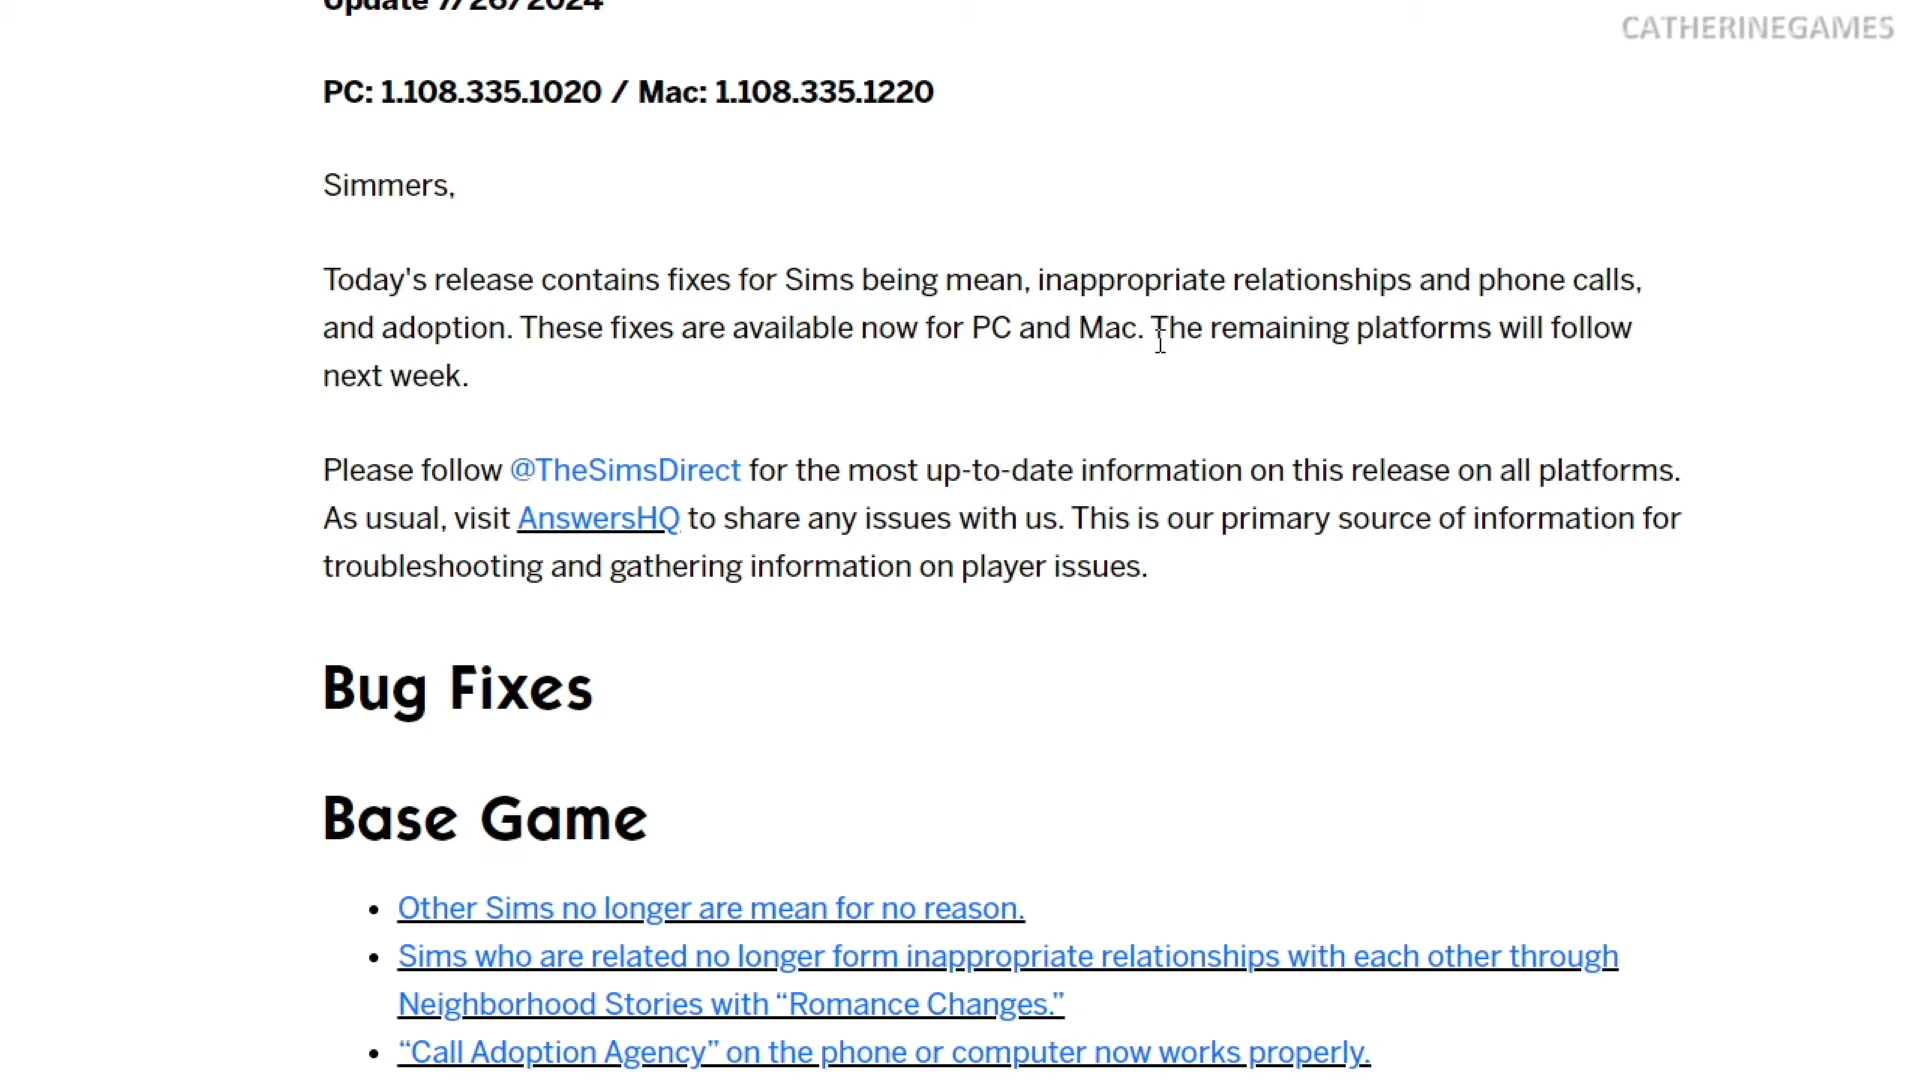 Update 7/26/2024
CATHERINEGAMES
PC: 1.108.335.1020 / Mac: 1.108.335.1220
Simmers,
Today's release contains fixes for Sims being mean, inappropriate relationships and phone calls,
and adoption. These fixes are available now for PC and Mac. The remaining platforms will follow
next week.
Please follow @TheSimsDirect for the most up-to-date information on this release on all platforms.
As usual, visit AnswersHQ to share any issues with us. This is our primary source of information for
troubleshooting and gathering information on player issues.
Bug Fixes
Base Game
• Other Sims no longer are mean for no reason.
• Sims who are related no longer form inappropriate relationships with each other through
Neighborhood Stories with “Romance Changes.”
• “Call Adoption Agency” on the phone or computer now works properly.